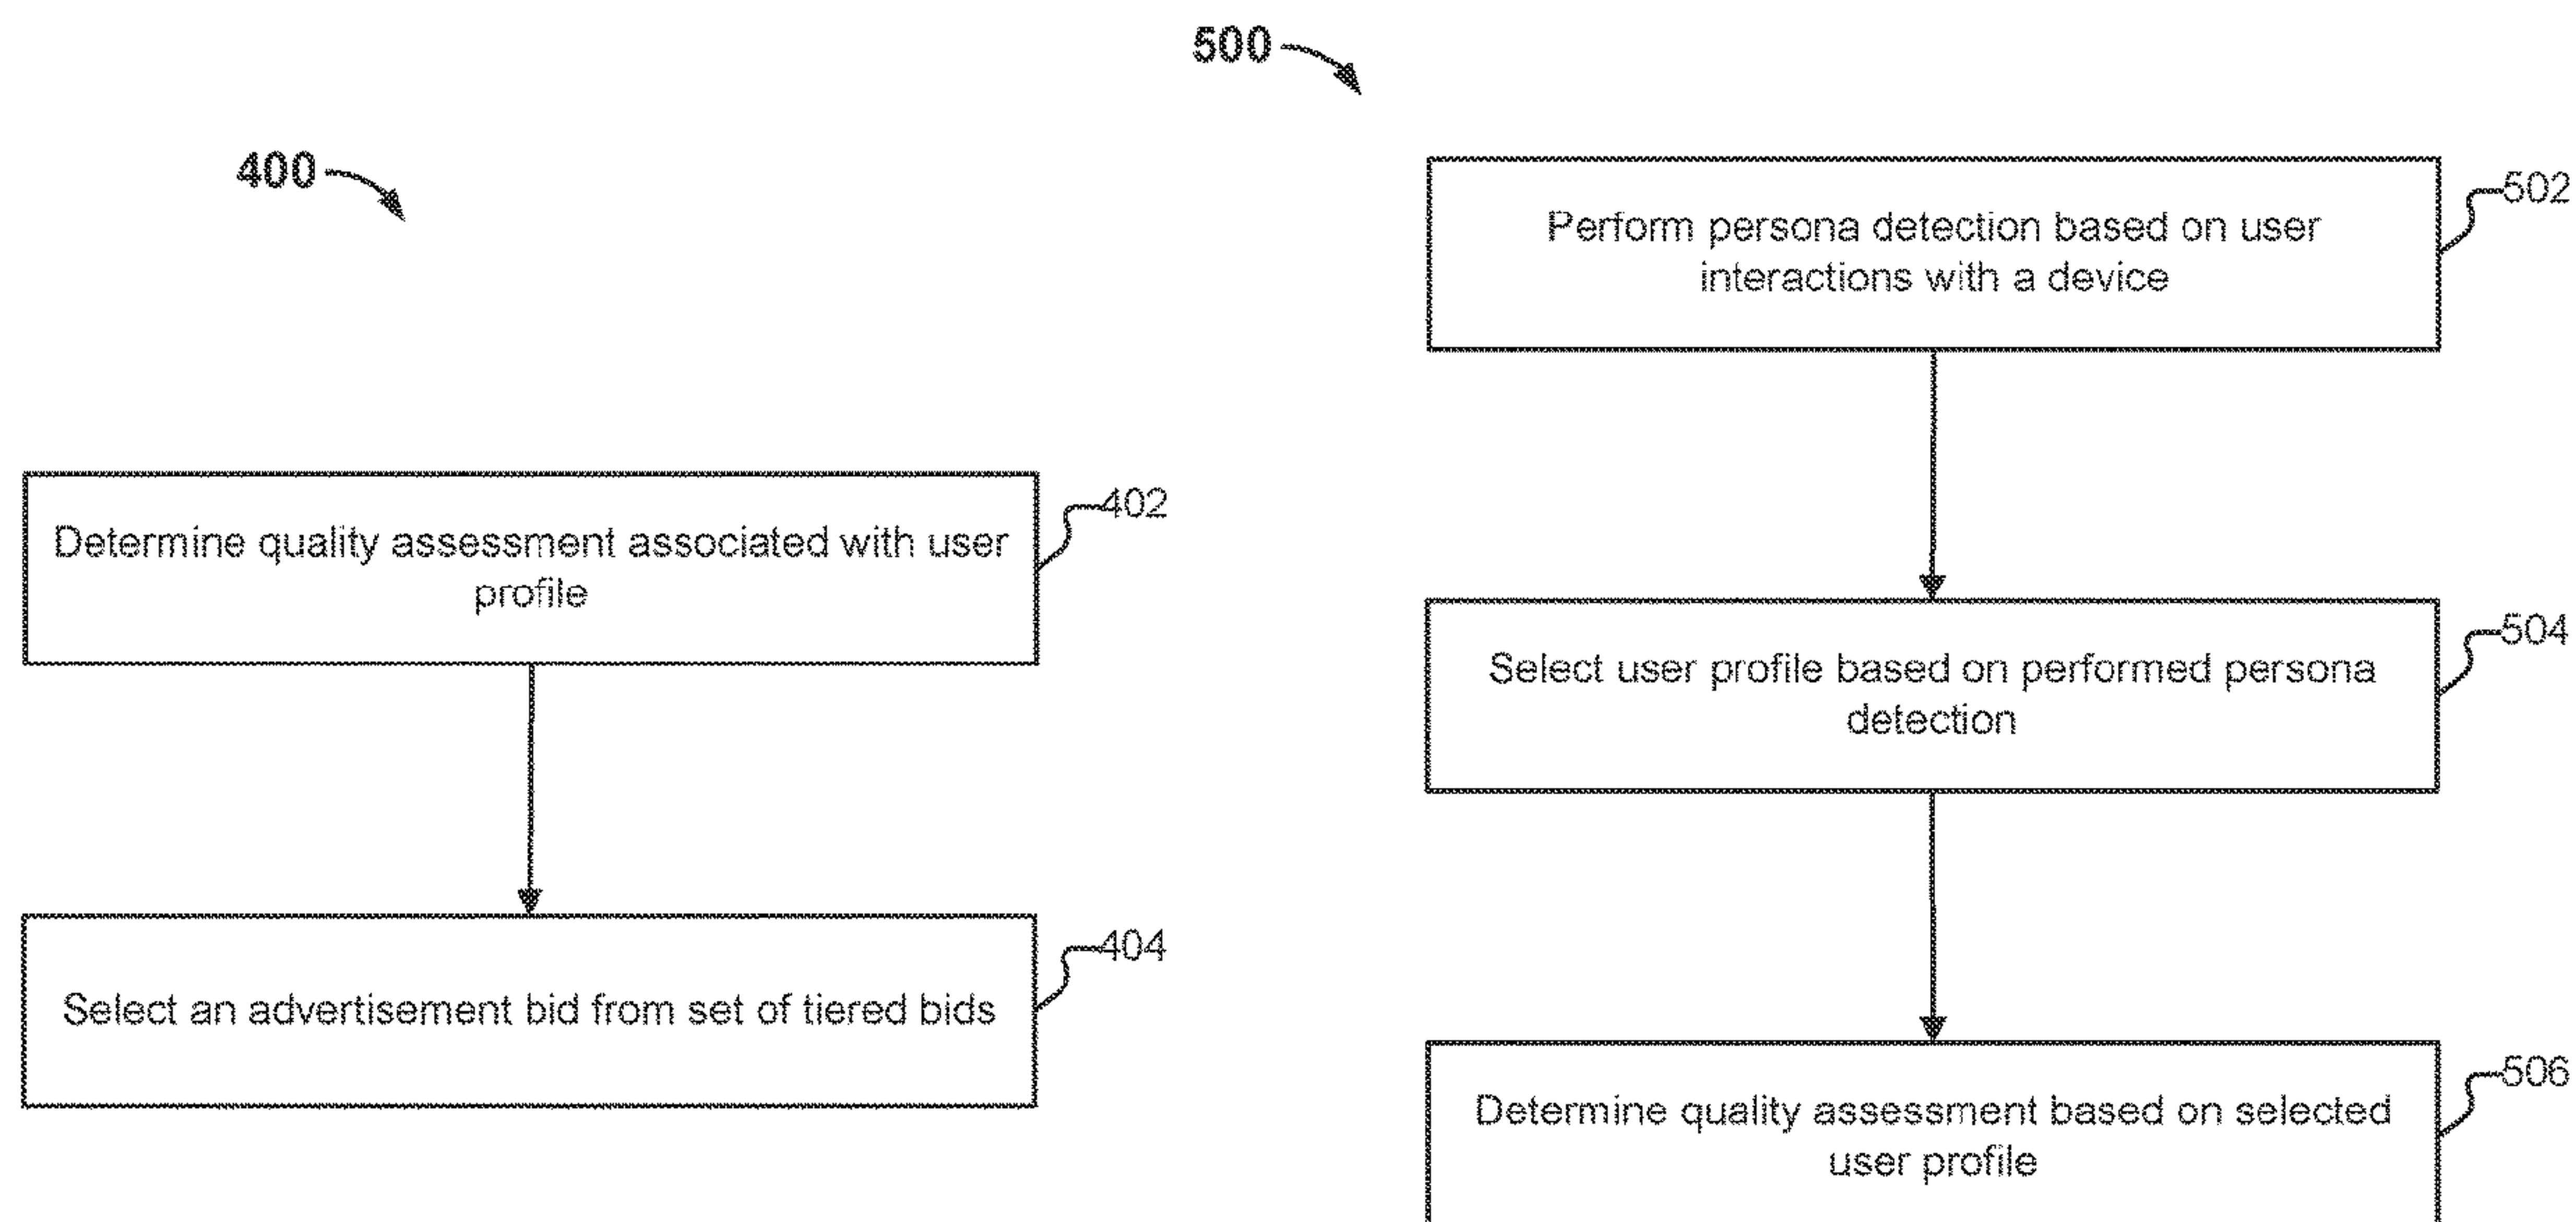 400
Determine quality assessment associated with user
profile
402
Select an advertisement bid from set of tiered bids
404
500
Perform persona detection based on user
interactions with a device
502
Select user profile based on performed persona
detection
504
Determine quality assessment based on selected
user profile
506